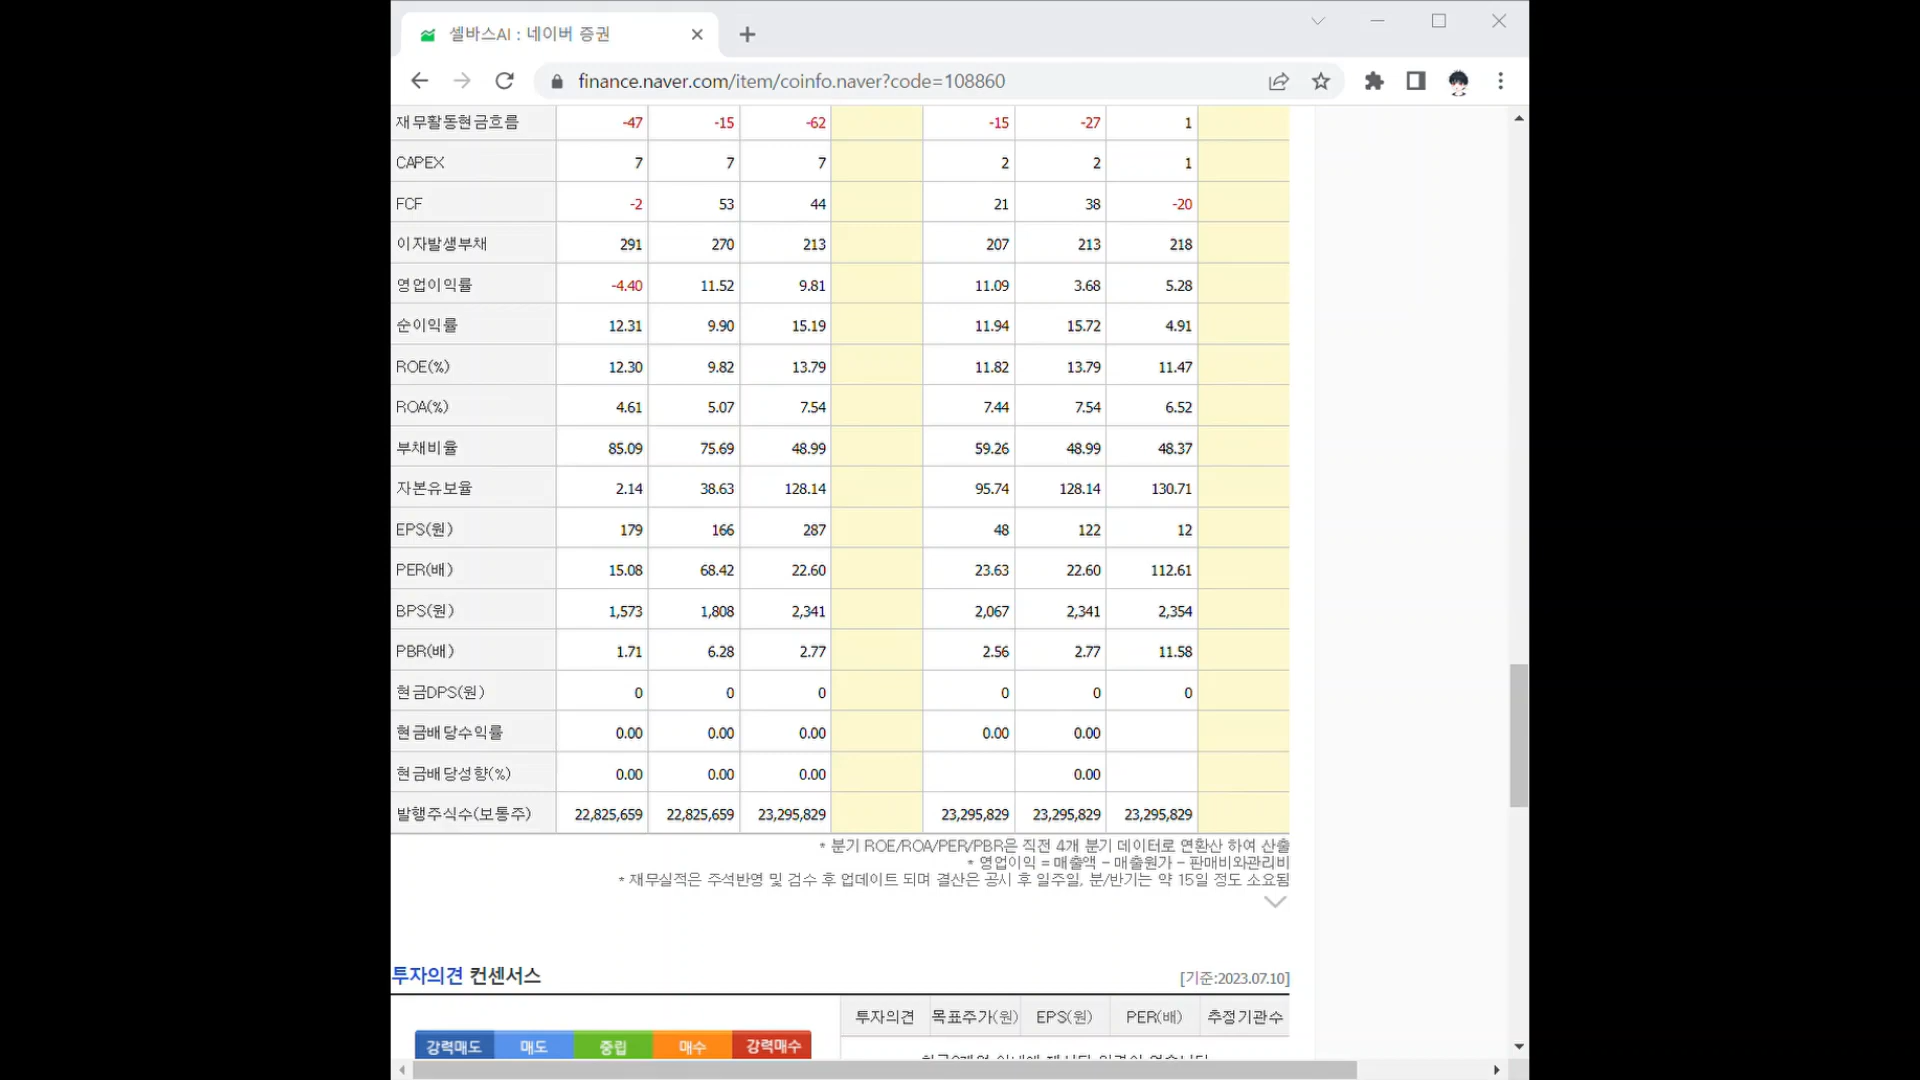 셀바스AI : 네이버 증권
finance.naver.com/item/coinfo.naver?code=108860
재무활동현금흐름 -47 -15 -62 -15 -27 1
CAPEX 7 7 7 2 2 1
FCF -2 53 44 21 38 -20
이자발생부채 291 270 213 207 213 218
영업이익률 -4.40 11.52 9.81 11.09 3.68 5.28
순이익률 12.31 9.90 15.19 11.94 15.72 4.91
ROE(%) 12.30 9.82 13.79 11.82 13.79 11.47
ROA(%) 4.61 5.07 7.54 7.44 7.54 6.52
부채비율 85.09 75.69 48.99 59.26 48.99 48.37
자본유보율 2.14 38.63 128.14 95.74 128.14 130.71
EPS(원) 179 166 287 48 122 12
PER(배) 15.08 68.42 22.60 23.63 22.60 112.61
BPS(원) 1,573 1,808 2,341 2,067 2,341 2,354
PBR(배) 1.71 6.28 2.77 2.56 2.77 11.58
현금DPS(원) 0 0 0 0 0 0
현금배당수익률 0.00 0.00 0.00 0.00 0.00
현금배당성향(%) 0.00 0.00 0.00 0.00
발행주식수(보통주) 22,825,659 22,825,659 23,295,829 23,295,829 23,295,829 23,295,829
* 분기 ROE/ROA/PER/PBR은 직전 4개 분기 데이터로 연환산 하여 산출
* 영업이익 = 매출액 - 매출원가 - 판매비와관리비
* 재무실적은 주석반영 및 검수 후 업데이트 되며 결산은 공시 후 일주일, 분/반기는 약 15일 정도 소요됨
투자의견 컨센서스 [기준:2023.07.10]
투자의견 목표주가(원) EPS(원) PER(배) 추정기관수
강력매도 매도 중립 매수 강력매수